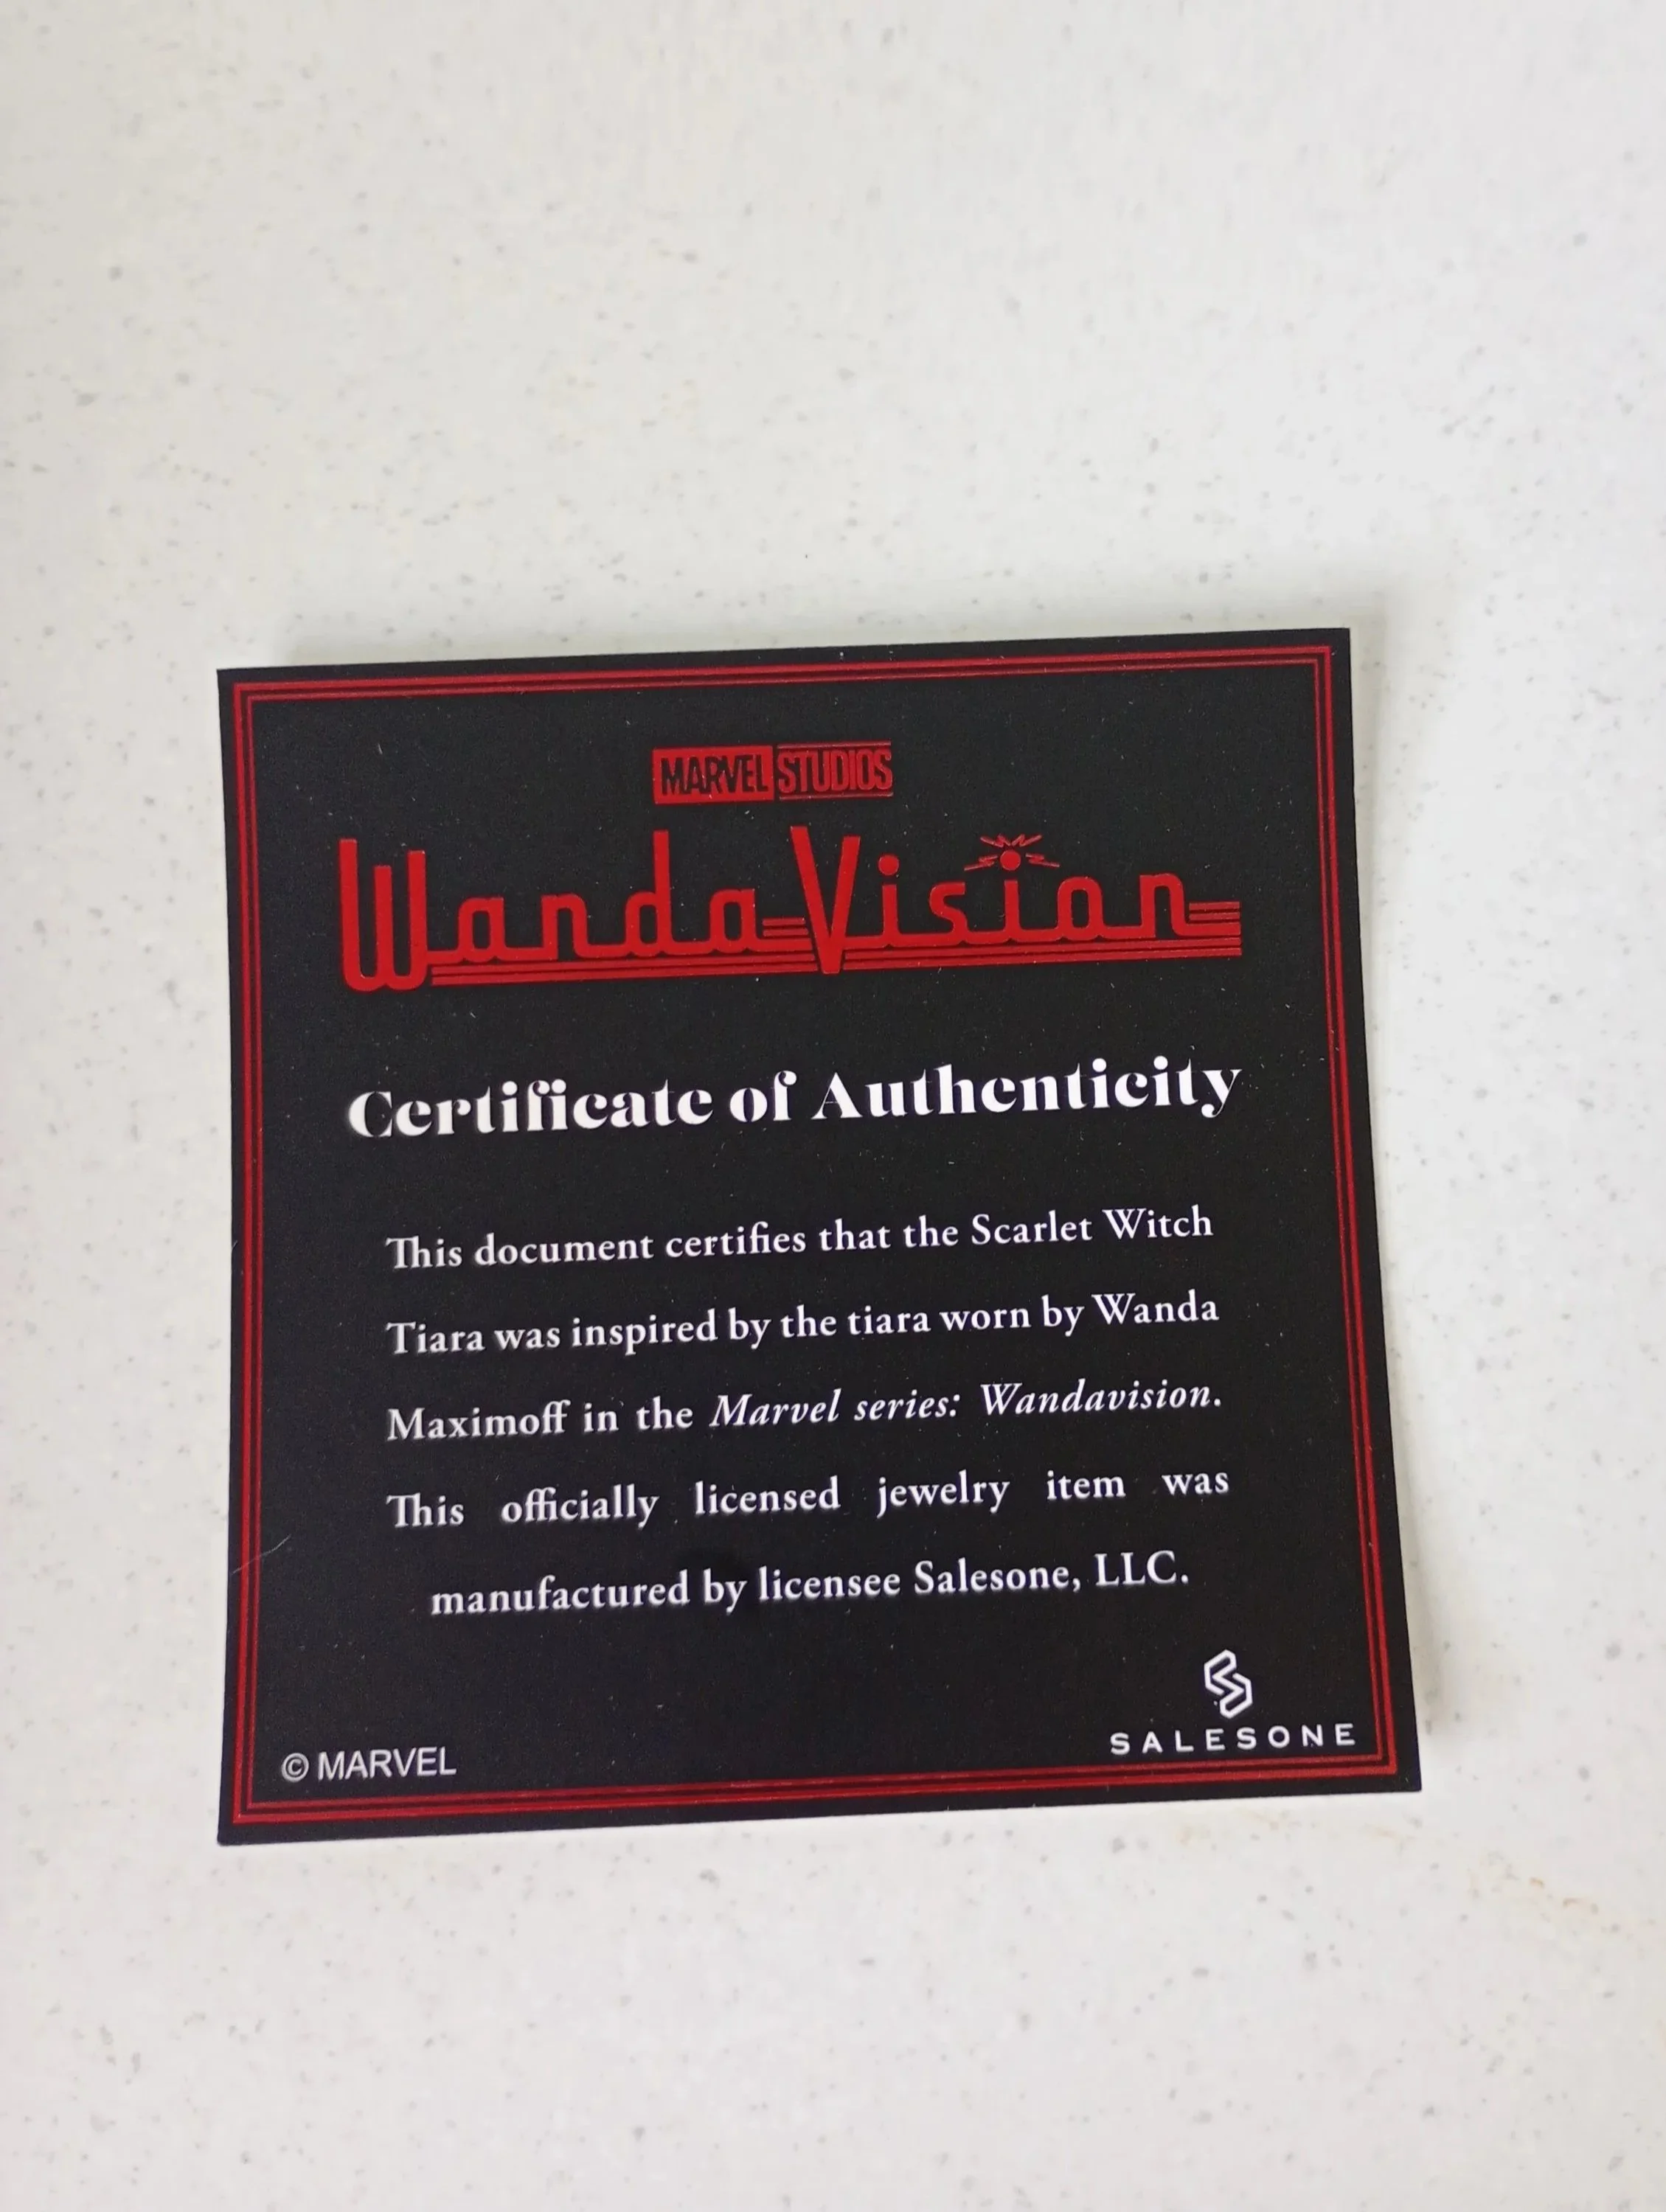 MARVEL STUDIOS
WandaVision
Certificate of Authenticity
This document certifies that the Scarlet Witch
Tiara was inspired by the tiara worn by Wanda
Maximoff in the Marvel series: Wandavision.
This officially licensed jewelry item was
manufactured by licensee Salesone, LLC.
SALESONE
© MARVEL